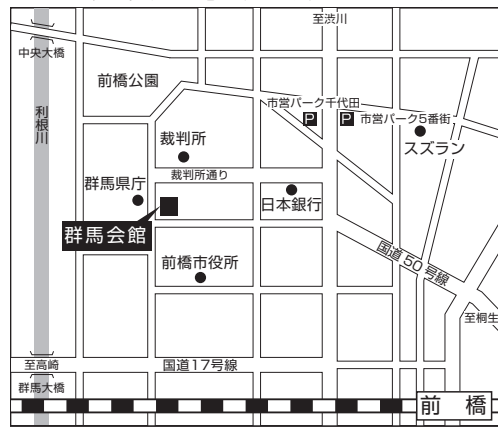 至渋川
中央大橋
前橋公園
市営パーク千代田
P
P
市営パーク5番街
利根川
裁判所
スズラン
裁判所通り
群馬県庁
日本銀行
群馬会館
前橋市役所
国道50号線
至桐生
至高崎
国道17号線
群馬大橋
前橋